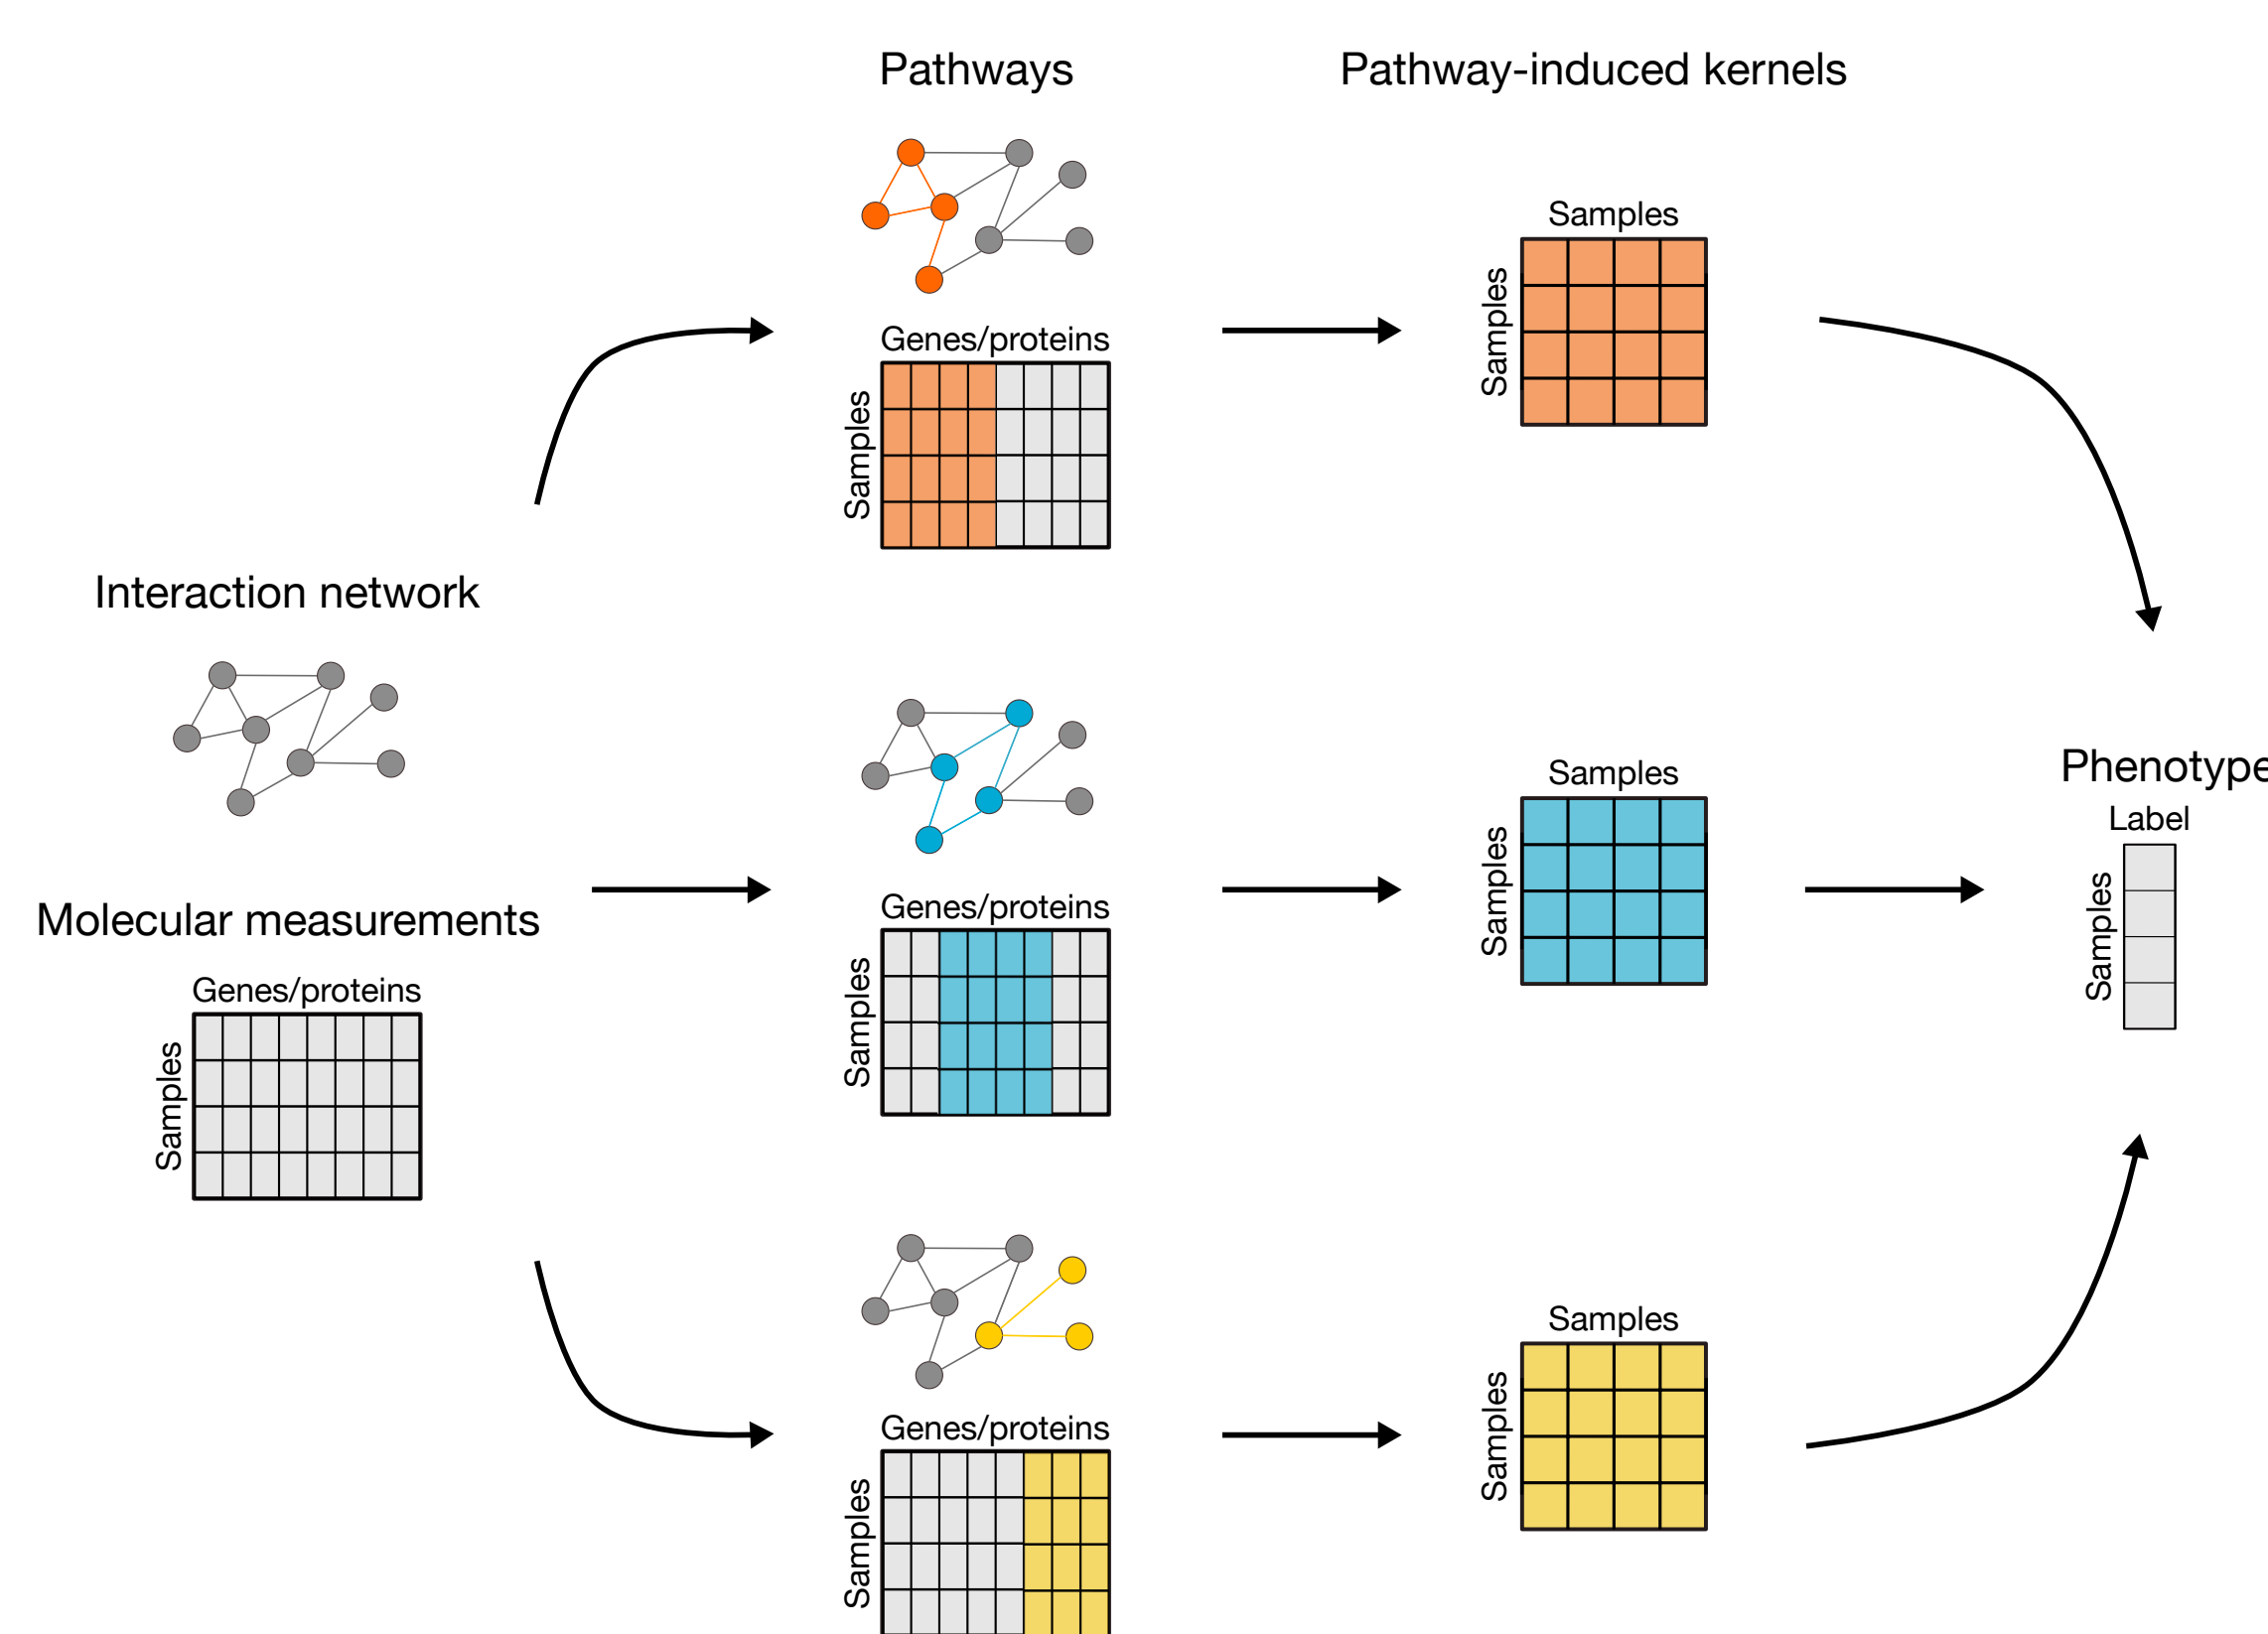 Pathways
Pathway-induced kernels
Samples
Samples
Genes/proteins
Samples
Interaction network
Samples
Samples
Phenotype
Label
Samples
Genes/proteins
Samples
Molecular measurements
Genes/proteins
Samples
Samples
Samples
Genes/proteins
Samples